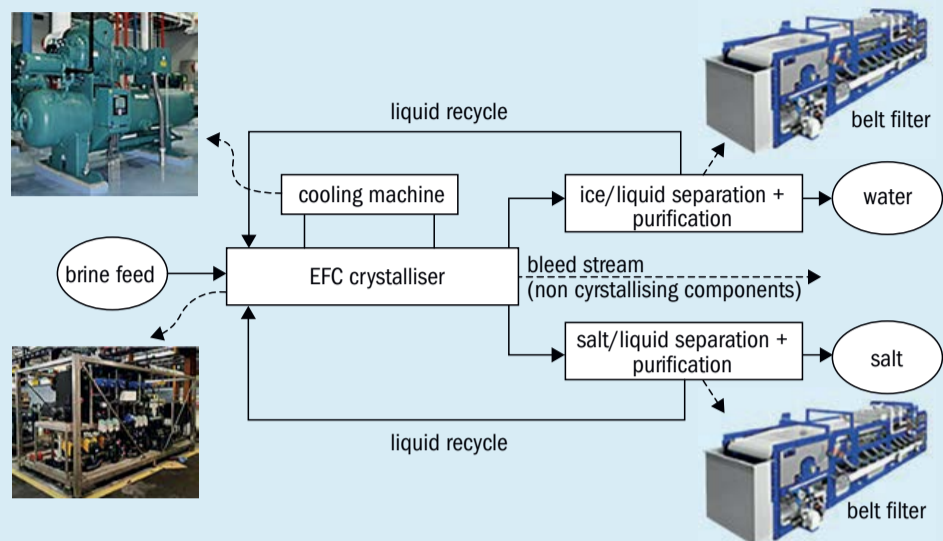 liquid recycle
belt filter
cooling machine
ice/liquid separation +
purification
water
brine feed
EFC crystalliser
bleed stream
(non cyrstallising components)
salt/liquid separation +
purification
salt
liquid recycle
belt filter